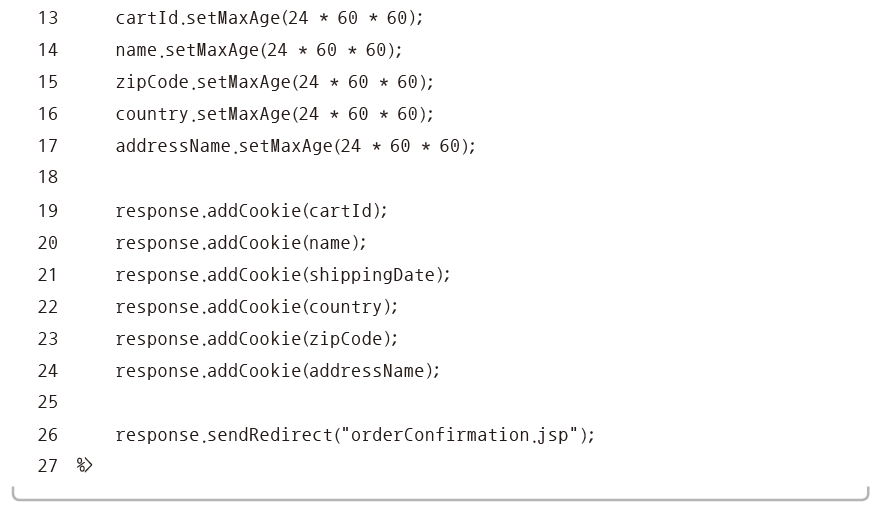 13 cartId.setMaxAge(24 * 60 * 60);
14 name.setMaxAge(24 * 60 * 60);
15 zipCode.setMaxAge(24 * 60 * 60);
16 country.setMaxAge(24 * 60 * 60);
17 addressName.setMaxAge(24 * 60 * 60);
18
19 response.addCookie(cartId);
20 response.addCookie(name);
21 response.addCookie(shippingDate);
22 response.addCookie(country);
23 response.addCookie(zipCode);
24 response.addCookie(addressName);
25
26 response.sendRedirect("orderConfirmation.jsp");
27 %>